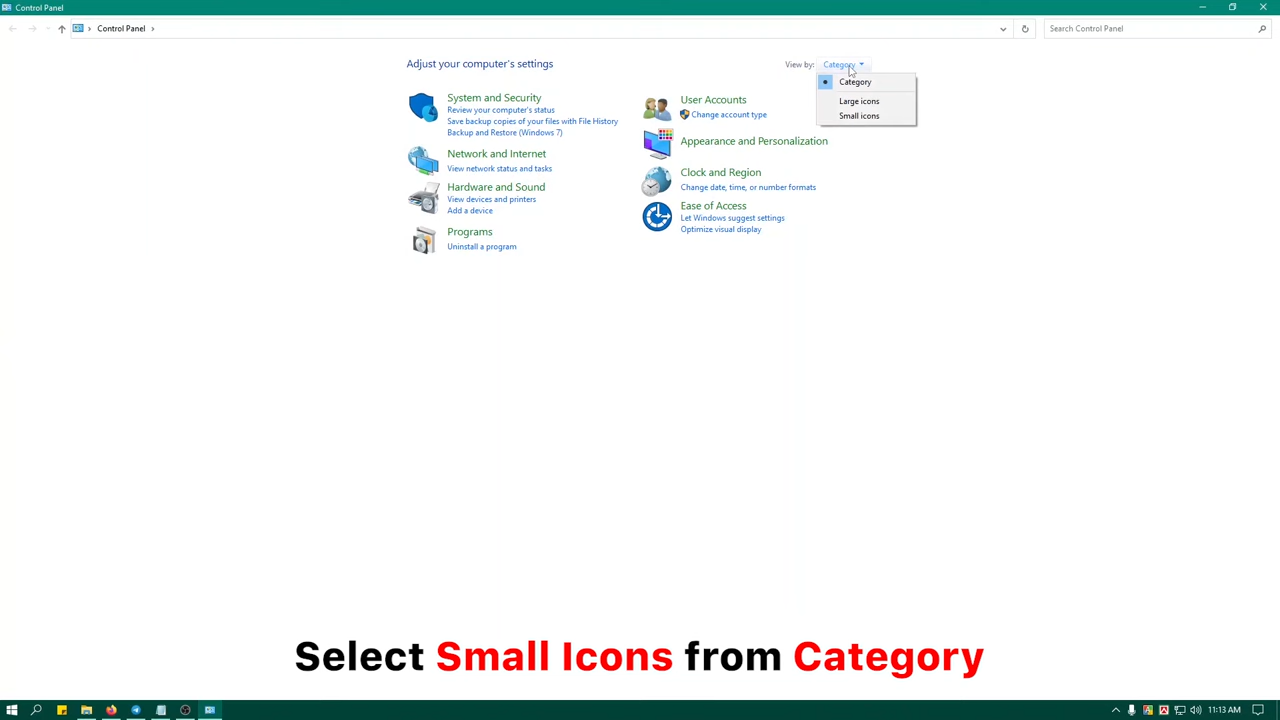 Control Panel
Control Panel
Search Control Panel
Adjust your computer's settings
View by: Category
Category
Large icons
Small icons
System and Security
Review your computer's status
Save backup copies of your files with File History
Backup and Restore (Windows 7)
Network and Internet
View network status and tasks
Hardware and Sound
View devices and printers
Add a device
Programs
Uninstall a program
User Accounts
Change account type
Appearance and Personalization
Clock and Region
Change date, time, or number formats
Ease of Access
Let Windows suggest settings
Optimize visual display
Select Small Icons from Category
11:13 AM